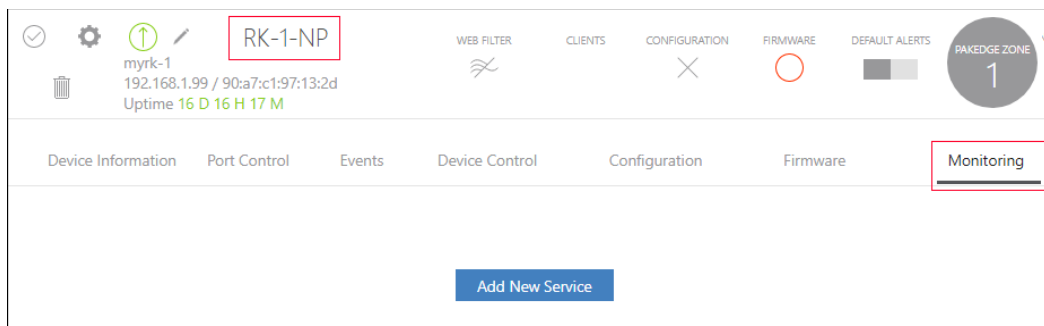 RK-1-NP
myrk-1
192.168.1.99 / 90:a7:c1:97:13:2d
Uptime 16 D 16 H 17 M
WEB FILTER
CLIENTS
CONFIGURATION
FIRMWARE
DEFAULT ALERTS
PAKEDGE ZONE
1
Device Information
Port Control
Events
Device Control
Configuration
Firmware
Monitoring
Add New Service